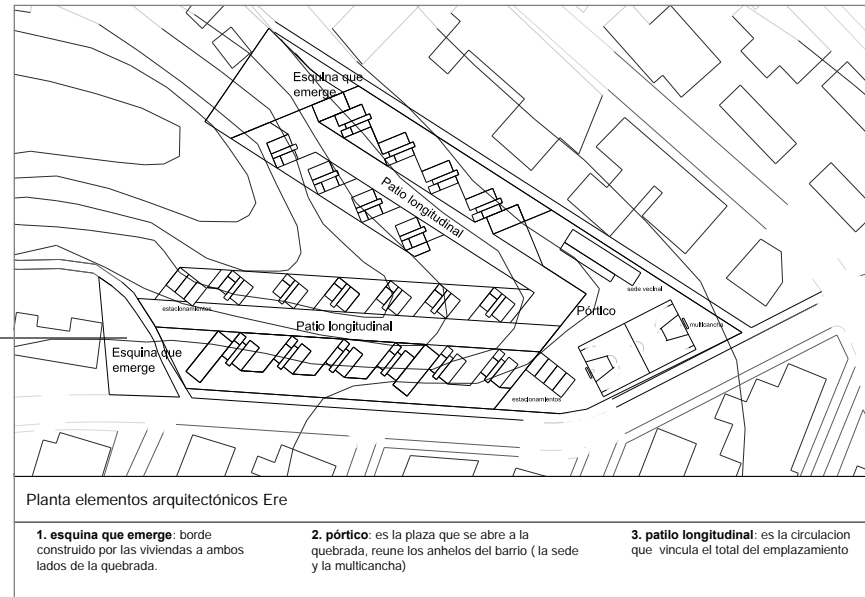 Esquina que
emerge
Patio longitudinal
sede vecinal
Pórtico
multicancha
estacionamientos
Patio longitudinal
Esquina que
emerge
estacionamientos
Planta elementos arquitectónicos Ere
1. esquina que emerge: borde
construido por las viviendas a ambos
lados de la quebrada.
2. pórtico: es la plaza que se abre a la
quebrada, reune los anhelos del barrio ( la sede
y la multicancha)
3. patilo longitudinal: es la circulacion
que vincula el total del emplazamiento